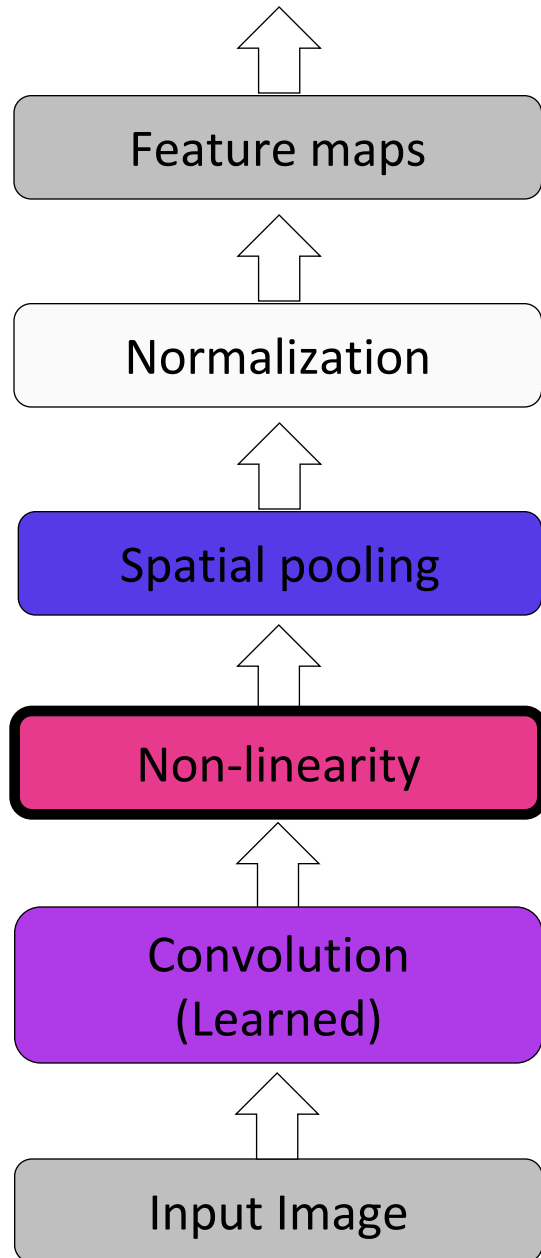 Feature maps
Normalization
Spatial pooling
Non-linearity
Convolution
(Learned)
Input Image